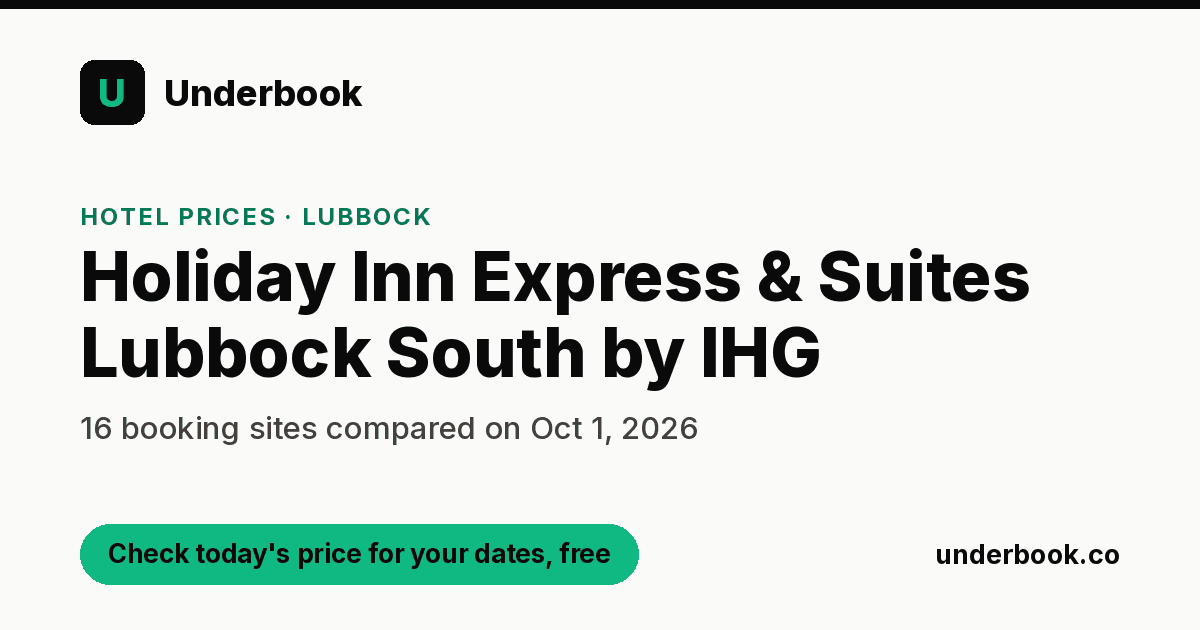 U
Underbook
HOTEL PRICES · LUBBOCK
Holiday Inn Express & Suites
Lubbock South by IHG
16 booking sites compared on Oct 1, 2026
Check today's price for your dates, free
underbook.co